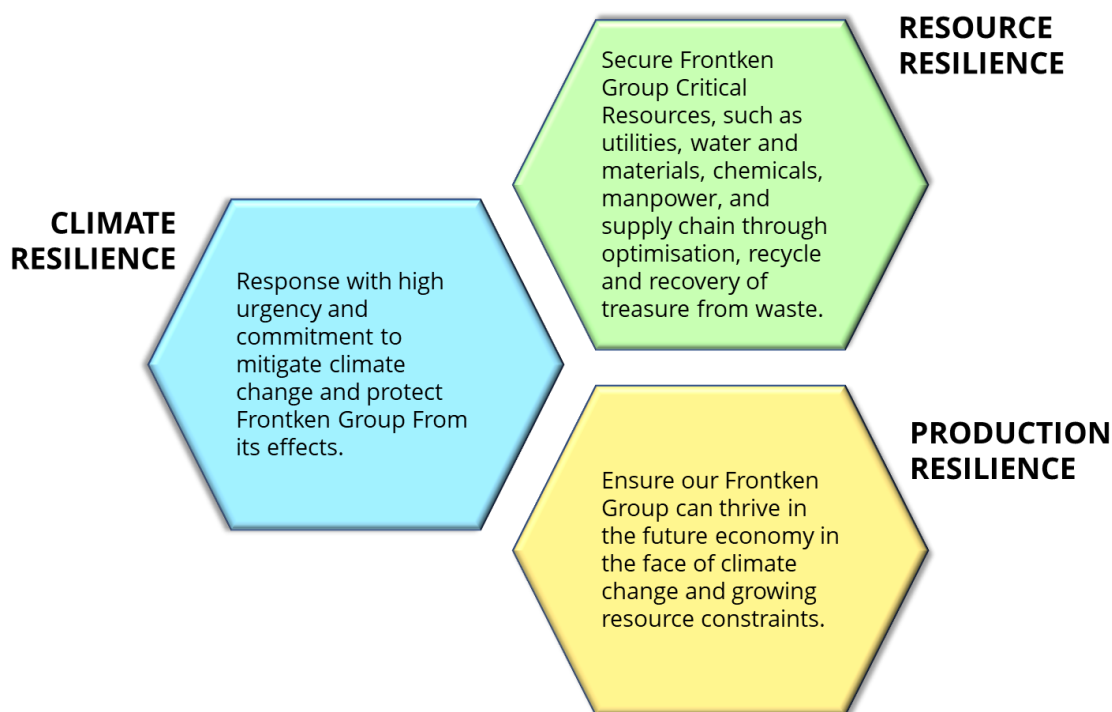 CLIMATE
RESILIENCE
Response with high
urgency and
commitment to
mitigate climate
change and protect
Frontken Group From
its effects.
RESOURCE
RESILIENCE
Secure Frontken
Group Critical
Resources, such as
utilities, water and
materials, chemicals,
manpower, and
supply chain through
optimisation, recycle
and recovery of
treasure from waste.
PRODUCTION
RESILIENCE
Ensure our Frontken
Group can thrive in
the future economy in
the face of climate
change and growing
resource constraints.